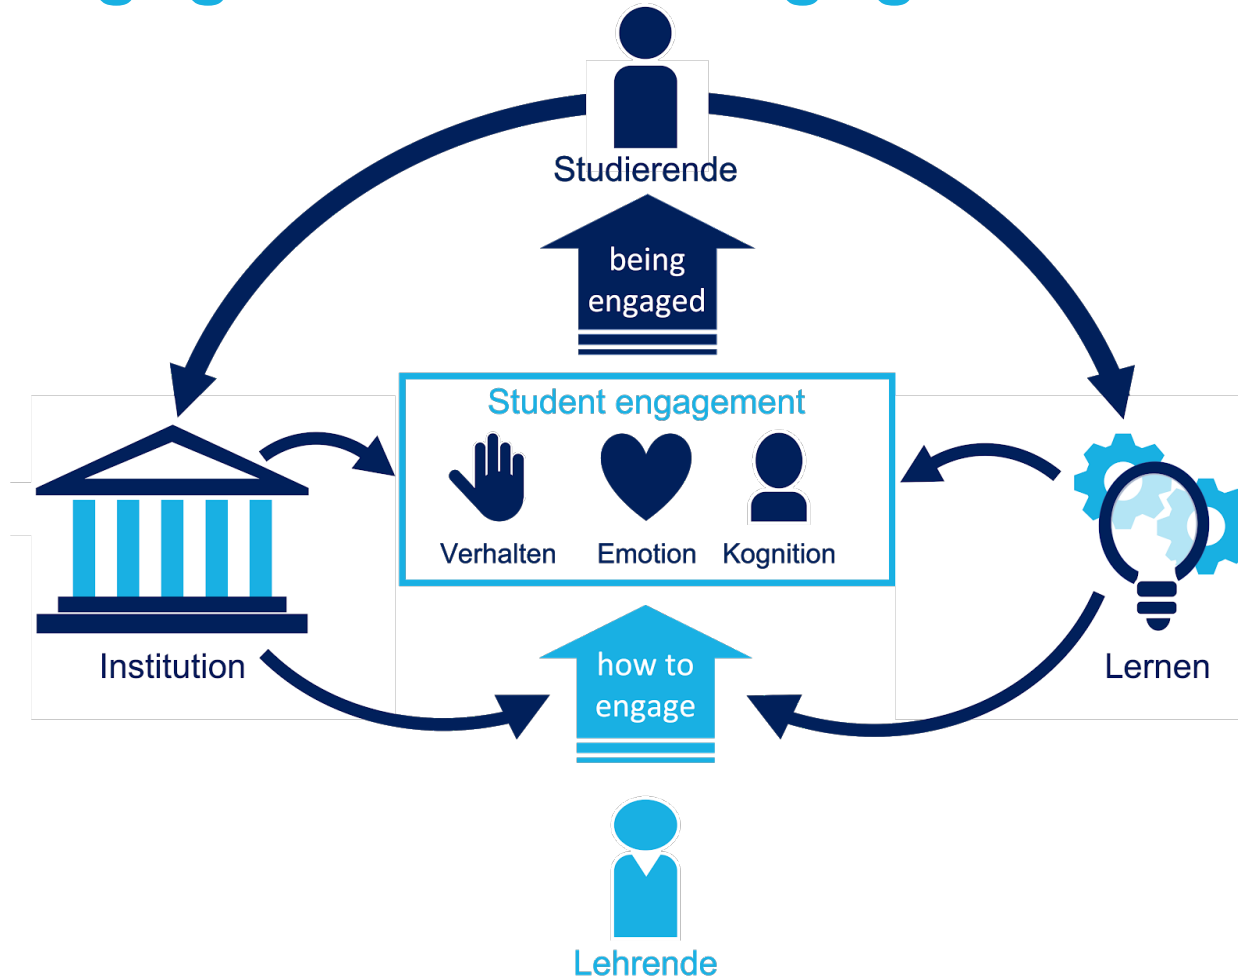 Studierende
being
engaged
Student engagement
Verhalten Emotion Kognition
how to
engage
Institution
Lernen
Lehrende